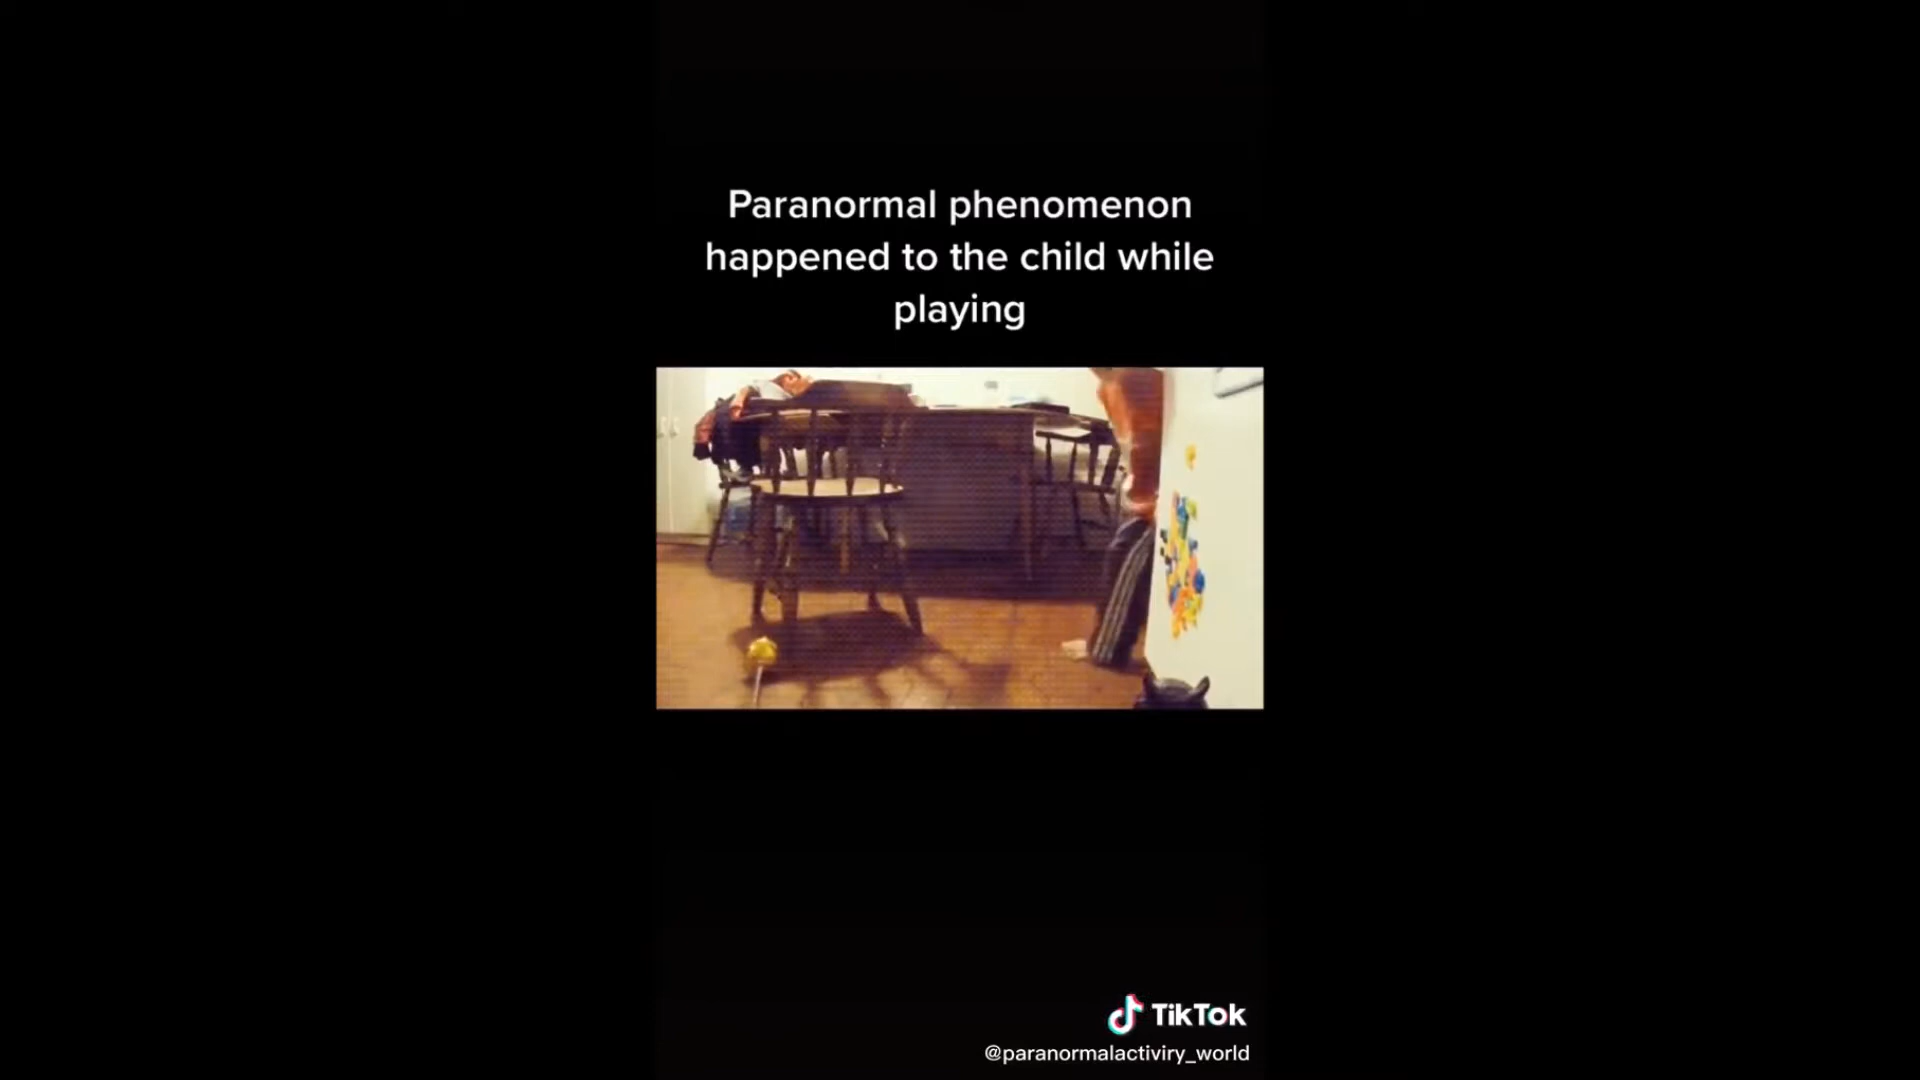 Paranormal phenomenon
happened to the child while
playing
TikTok
@paranormalactiviry_world